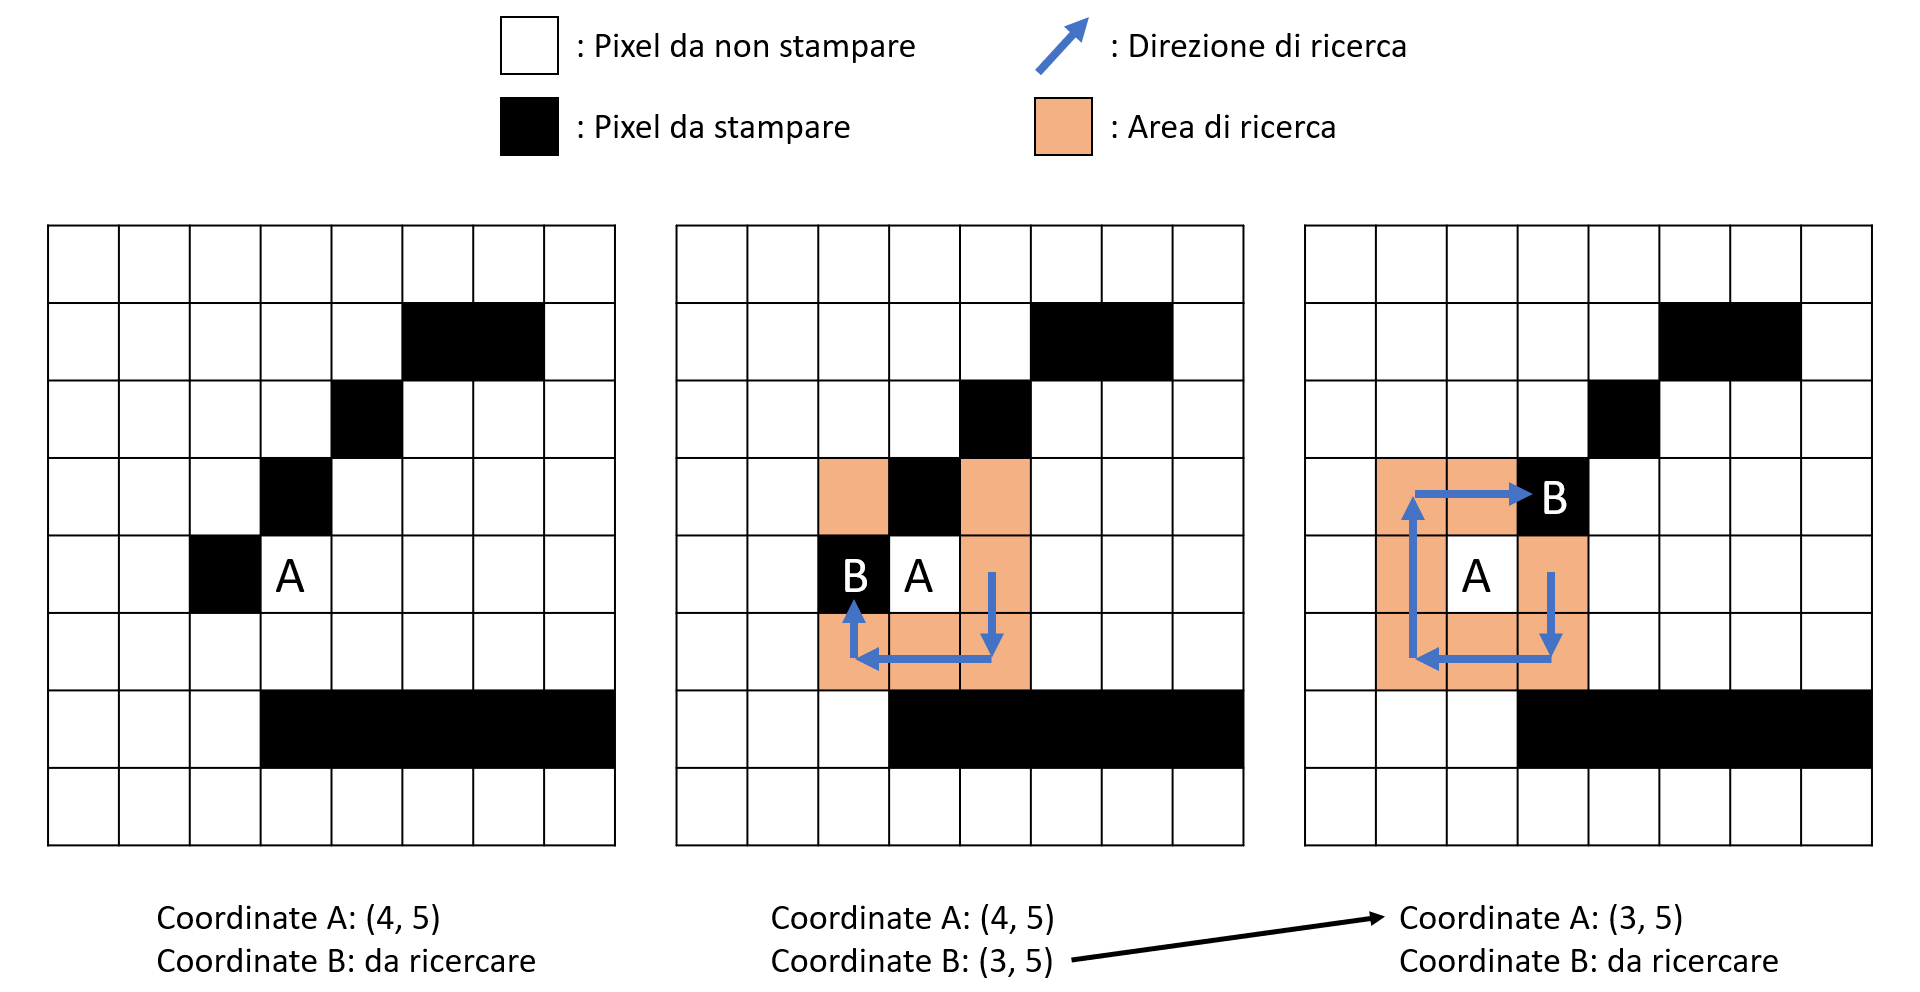 : Pixel da non stampare
: Direzione di ricerca
: Pixel da stampare
: Area di ricerca
A
B A
B
A
Coordinate A: (4, 5)
Coordinate B: da ricercare
Coordinate A: (4, 5)
Coordinate B: (3, 5)
Coordinate A: (3, 5)
Coordinate B: da ricercare